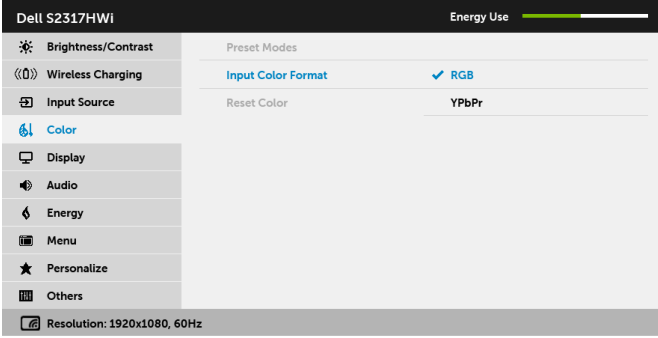 Dell S2317HWi Energy Use
Brightness/Contrast Preset Modes
Wireless Charging Input Color Format RGB
Input Source Reset Color YPbPr
Color
Display
Audio
Energy
Menu
Personalize
Others
Resolution: 1920x1080, 60Hz